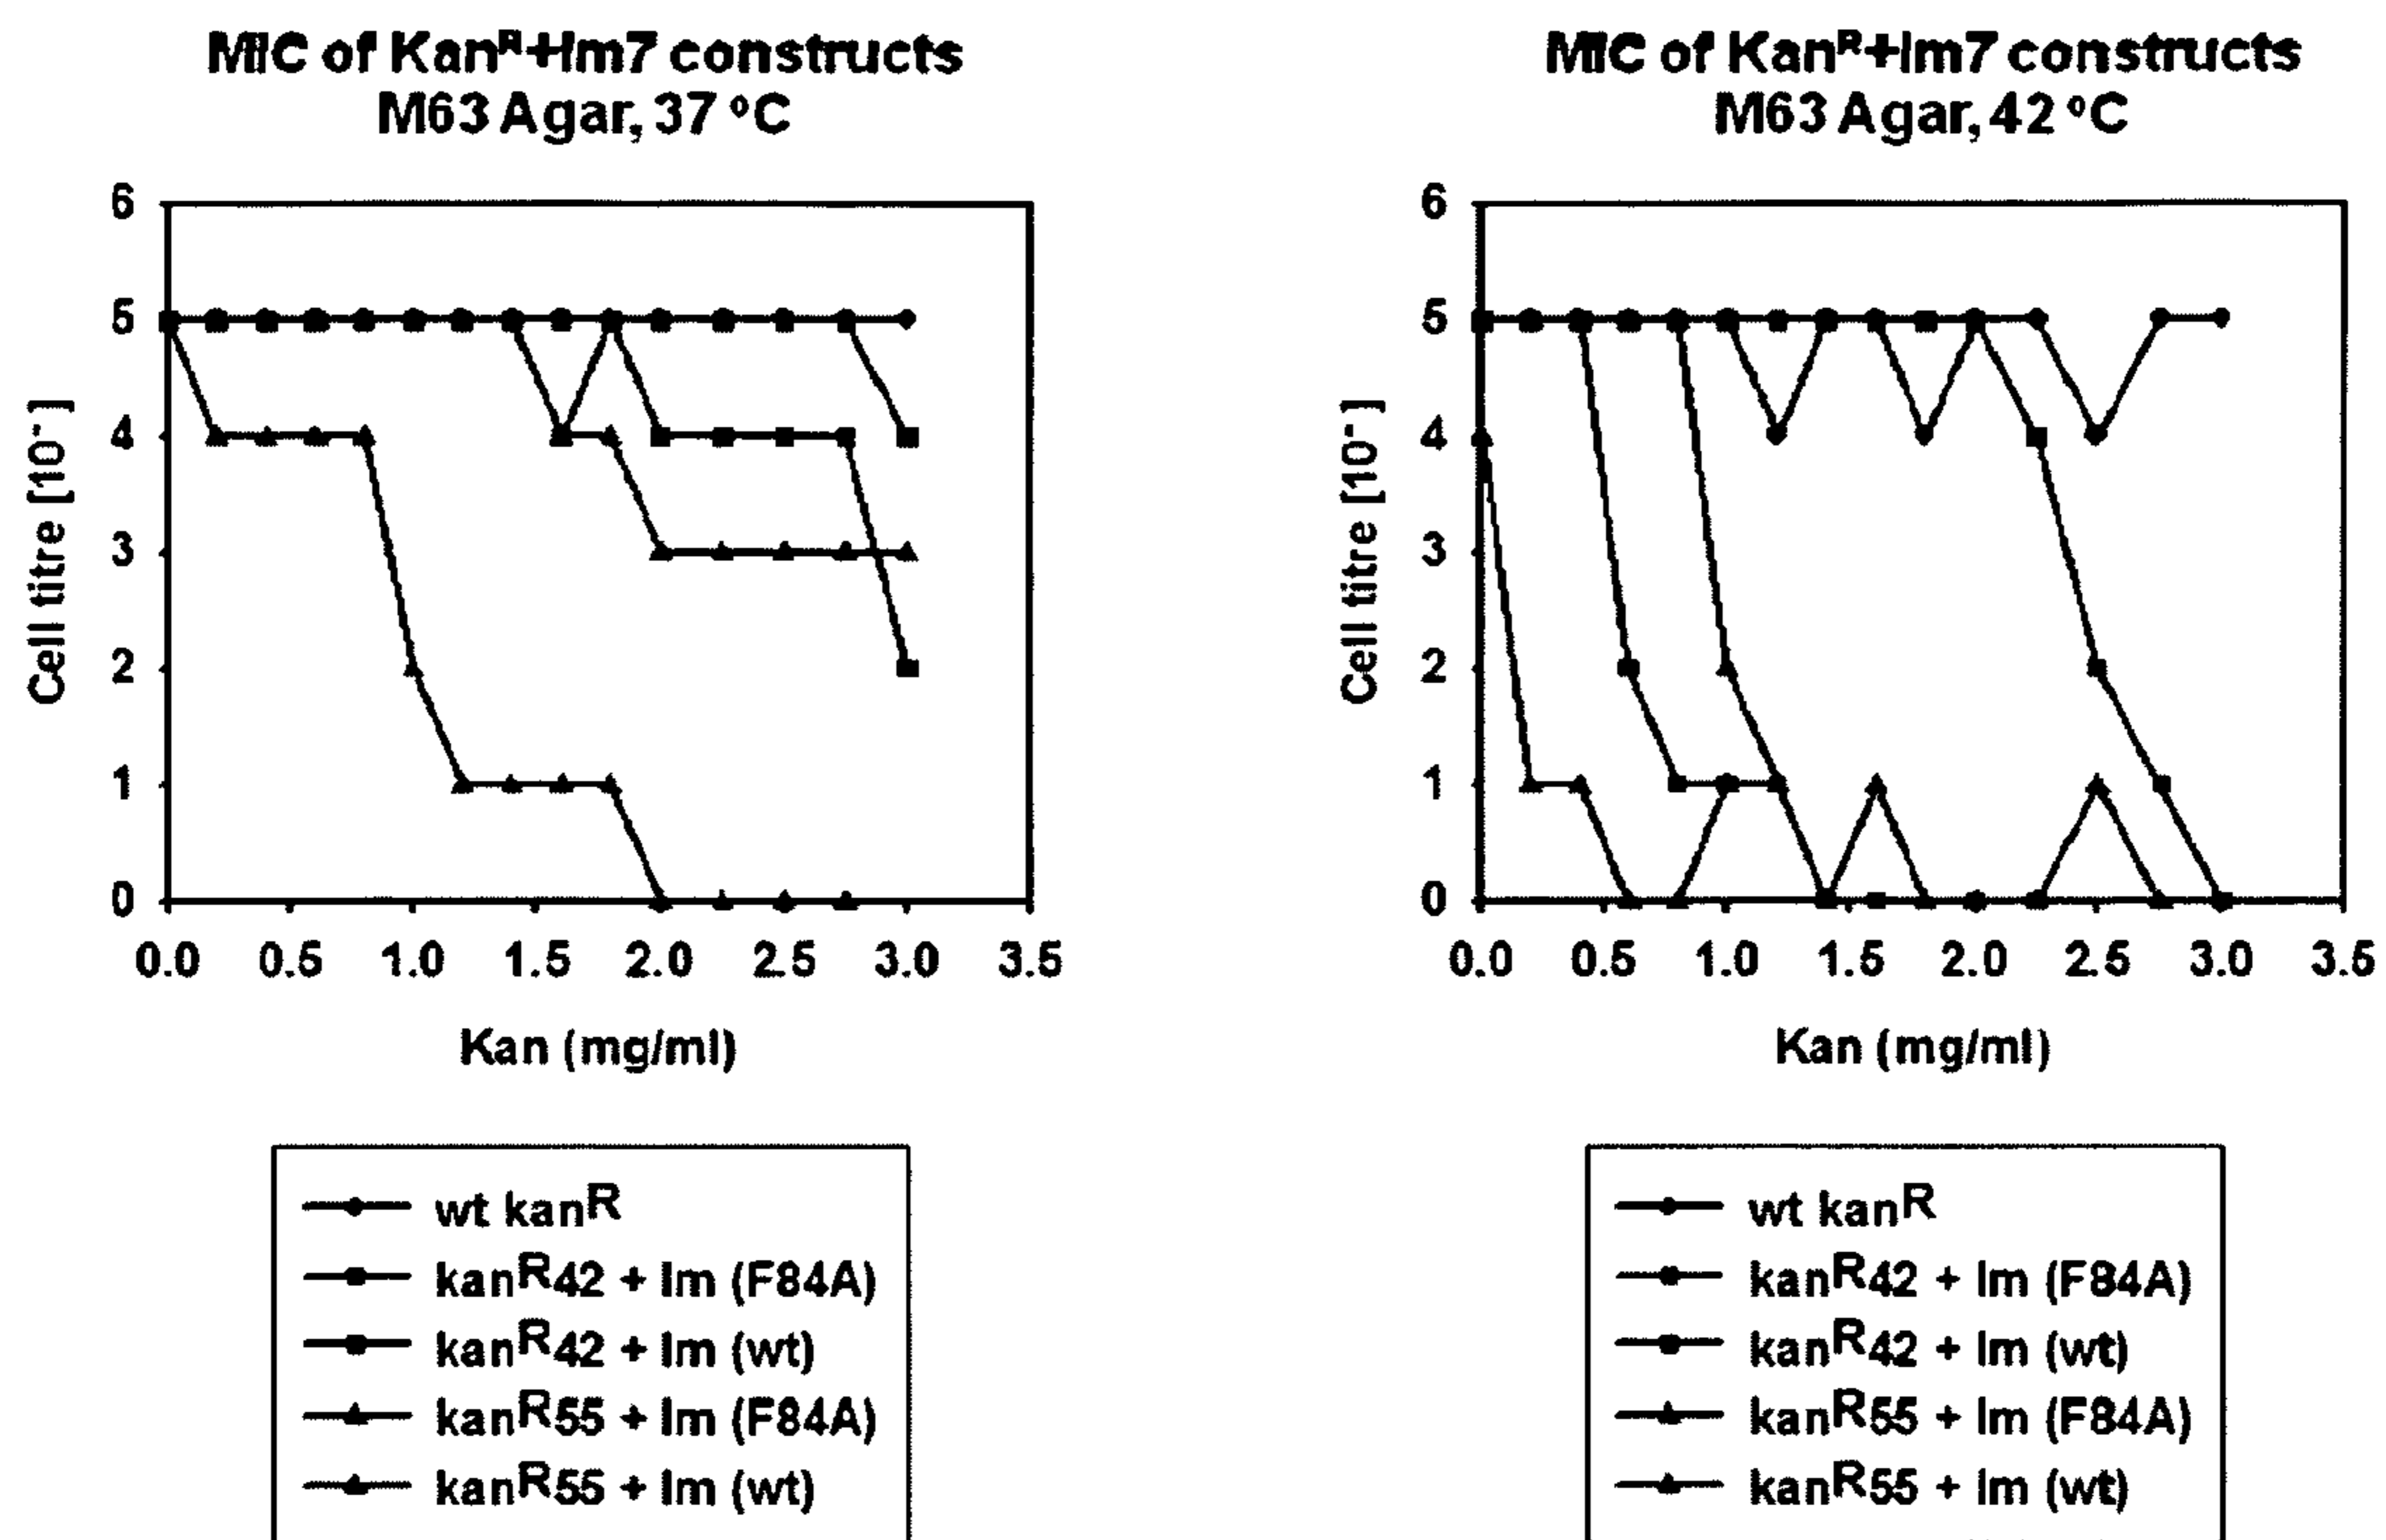 MIC of Kanᴿ+Im7 constructs
M63 Agar, 37 °C
6
5
4
3
2
1
0
Cell titre [10⁻]
0.0 0.5 1.0 1.5 2.0 2.5 3.0 3.5
Kan (mg/ml)
wt kanᴿ
kanᴿ42 + Im (F84A)
kanᴿ42 + Im (wt)
kanᴿ55 + Im (F84A)
kanᴿ55 + Im (wt)
MIC of Kanᴿ+Im7 constructs
M63 Agar, 42 °C
6
5
4
3
2
1
0
Cell titre [10⁻]
0.0 0.5 1.0 1.5 2.0 2.5 3.0 3.5
Kan (mg/ml)
wt kanᴿ
kanᴿ42 + Im (F84A)
kanᴿ42 + Im (wt)
kanᴿ55 + Im (F84A)
kanᴿ55 + Im (wt)